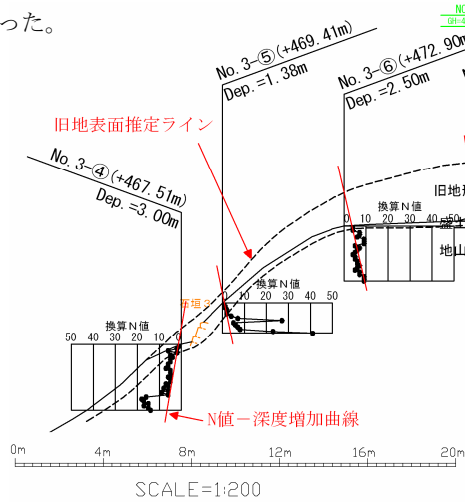 った。
No. 3-⑤(+469.41m)
Dep.=1.38m
No. 3-⑥(+472.90m)
Dep.=2.50m
旧地表面推定ライン
No. 3-④(+467.51m)
Dep.=3.00m
旧地形
換算N値
0 10 20 30 40 50
盛土
地山
石垣3
換算N値
0 10 20 30 40 50
換算N値
50 40 30 20 10 0
N値－深度増加曲線
0m 4m 8m 12m 16m 20m
SCALE=1:200